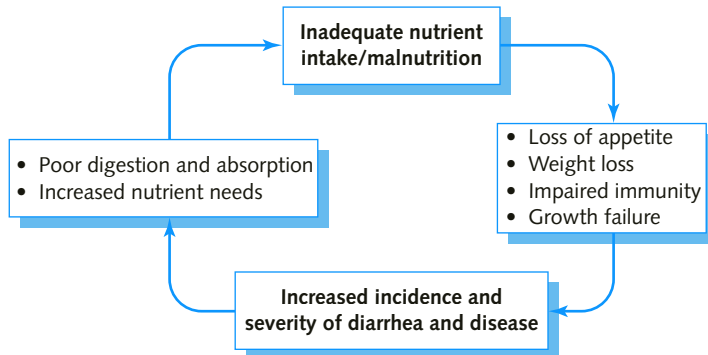 Inadequate nutrient
intake/malnutrition
• Loss of appetite
• Weight loss
• Impaired immunity
• Growth failure
Increased incidence and
severity of diarrhea and disease
• Poor digestion and absorption
• Increased nutrient needs